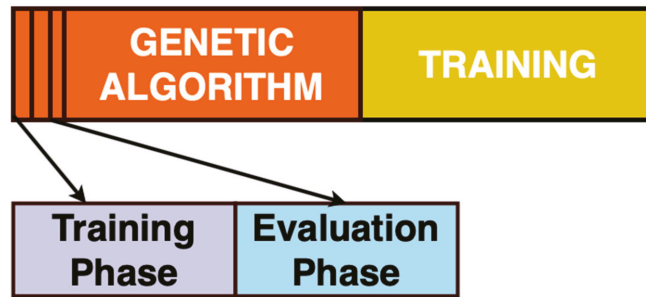 GENETIC
ALGORITHM
TRAINING
Training
Phase
Evaluation
Phase